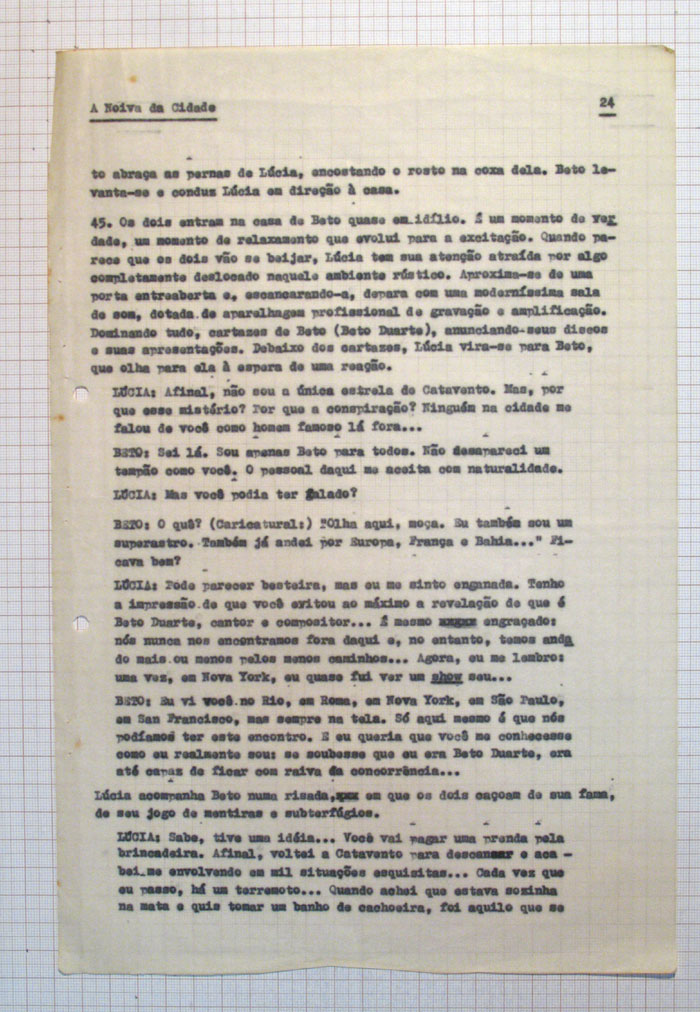 A Noiva da Cidade
24
to abraça as pernas de Lúcia, encostando o rosto na coxa dela. Beto le-
vanta-se e conduz Lúcia em direção à casa.
45. Os dois entram na casa de Beto quase em idílio. É um momento de ver
dade, um momento de relaxamento que evolui para a excitação. Quando pa-
rece que os dois vão se beijar, Lúcia tem sua atenção atraída por algo
completamente deslocado naquele ambiente rústico. Aproxima-se de uma
porta entreaberta e, escancarando-a, depara com uma moderníssima sala
de som, dotada de aparelhagem profissional de gravação e amplificação.
Dominando tudo, cartazes de Beto (Beto Duarte), anunciando seus discos
e suas apresentações. Debaixo dos cartazes, Lúcia vira-se para Beto,
que olha para ela à espera de uma reação.
LÚCIA: Afinal, não sou a única estrela de Catavento. Mas, por
que esse mistério? Por que a conspiração? Ninguém na cidade me
falou de você como homem famoso lá fora...
BETO: Sei lá. Sou apenas Beto para todos. Não desapareci um
tempão como você. O pessoal daqui me aceita com naturalidade.
LÚCIA: Mas você podia ter falado?
BETO: O quê? (Caricatural:) "Olha aqui, moça. Eu também sou um
superastro. Também já andei por Europa, França e Bahia..." Fi-
cava bem?
LÚCIA: Pode parecer besteira, mas eu me sinto enganada. Tenho
a impressão de que você evitou ao máximo a revelação de que é
Beto Duarte, cantor e compositor... É mesmo xxxxx engraçado:
nós nunca nos encontramos fora daqui e, no entanto, temos anda
do mais ou menos pelos menos caminhos... Agora, eu me lembro:
uma vez, em Nova York, eu quase fui ver um show seu...
BETO: Eu vi você no Rio, em Roma, em Nova York, em São Paulo,
em San Francisco, mas sempre na tela. Só aqui mesmo é que nós
podíamos ter este encontro. E eu queria que você me conhecesse
como eu realmente sou: se soubesse que eu era Beto Duarte, era
até capaz de ficar com raiva da concorrência...
Lúcia acompanha Beto numa risada,xxx em que os dois caçoam de sua fama,
de seu jogo de mentiras e subterfúgios.
LÚCIA: Sabe, tive uma idéia... Você vai pagar uma prenda pela
brincadeira. Afinal, voltei a Catavento para descansar e aca -
bei me envolvendo em mil situações esquisitas... Cada vez que
eu passo, há um terremoto... Quando achei que estava sozinha
na mata e quis tomar um banho de cachoeira, foi aquilo que se